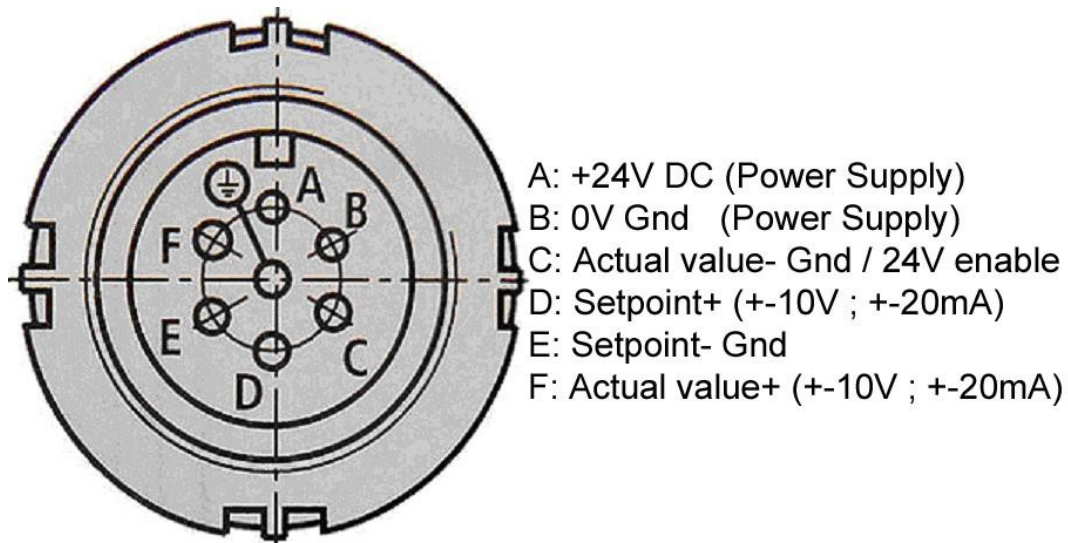 A
B
F
E
C
D
A: +24V DC (Power Supply)
B: 0V Gnd (Power Supply)
C: Actual value- Gnd / 24V enable
D: Setpoint+ (+-10V ; +-20mA)
E: Setpoint- Gnd
F: Actual value+ (+-10V ; +-20mA)